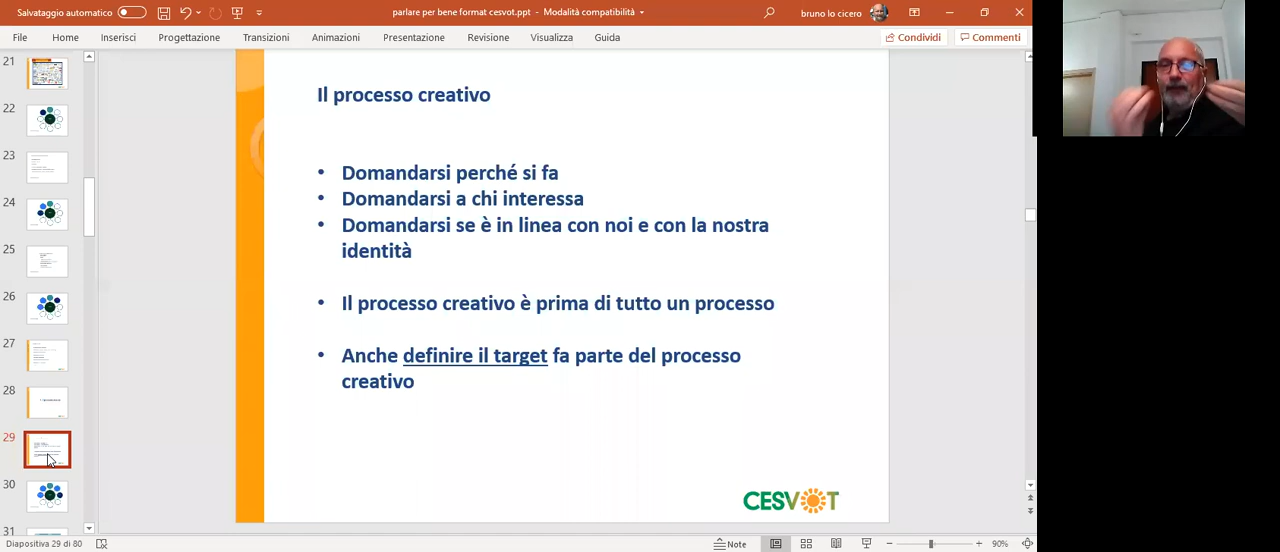 Salvataggio automatico
parlare per bene format cesvot.ppt - Modalità compatibilità
bruno lo cicero
File Home Inserisci Progettazione Transizioni Animazioni Presentazione Revisione Visualizza Guida
Condividi Commenti
21
22
23
24
25
26
27
28
29
30
31
Il processo creativo
• Domandarsi perché si fa
• Domandarsi a chi interessa
• Domandarsi se è in linea con noi e con la nostra
identità
• Il processo creativo è prima di tutto un processo
• Anche definire il target fa parte del processo
creativo
CESVOT
Diapositiva 29 di 80
Note
90%